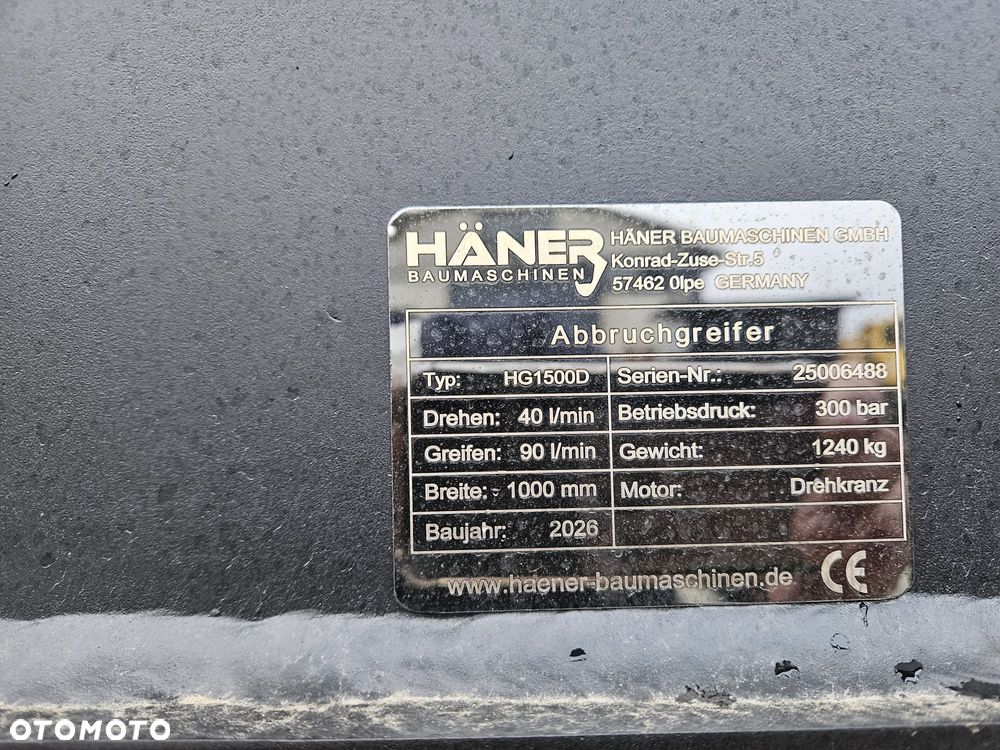 HÄNER
BAUMASCHINEN
HÄNER BAUMASCHINEN GMBH
Konrad-Zuse-Str.5
57462 Olpe GERMANY
Abbruchgreifer
Typ: HG1500D Serien-Nr.: 25006488
Drehen: 40 l/min Betriebsdruck: 300 bar
Greifen: 90 l/min Gewicht: 1240 kg
Breite: 1000 mm Motor: Drehkranz
Baujahr: 2026
www.haener-baumaschinen.de CE
OTOMOTO